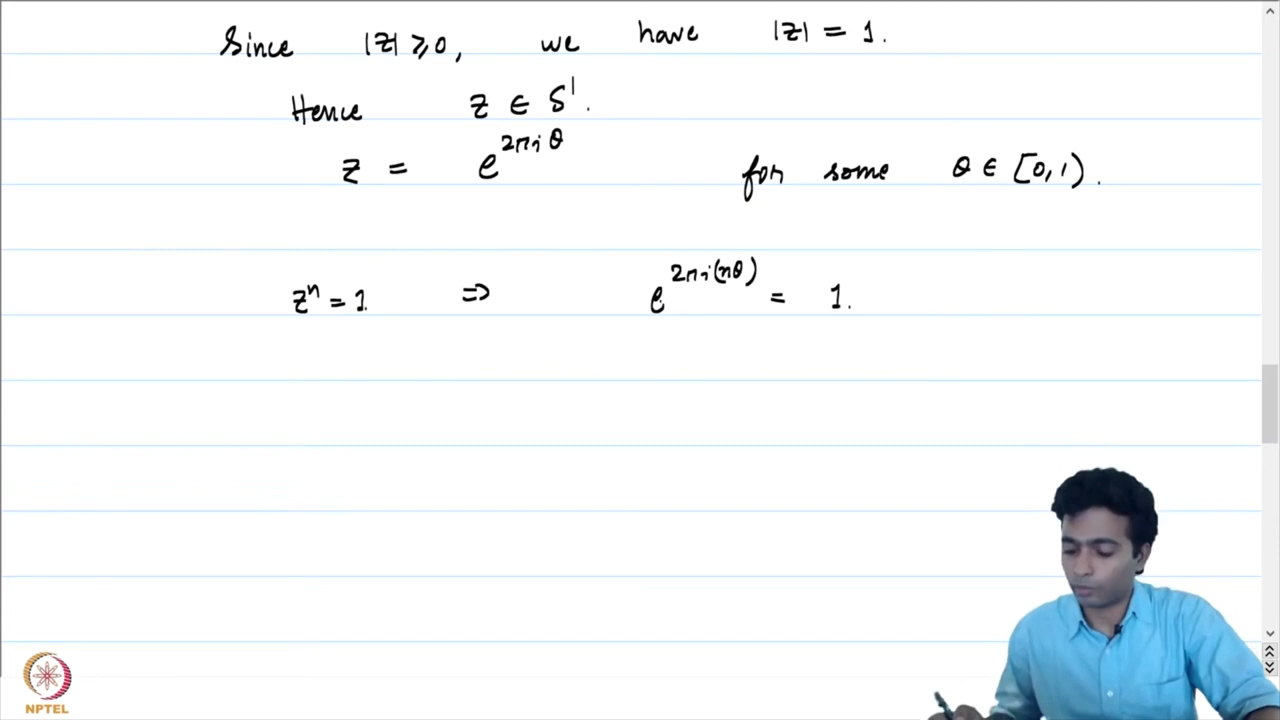 Since |z| ⩾ 0, we have |z| = 1.
Hence z ∈ S¹.
z = e^{2πiθ} for some θ ∈ [0,1).
zⁿ = 1 ⇒ e^{2πi(nθ)} = 1.
NPTEL